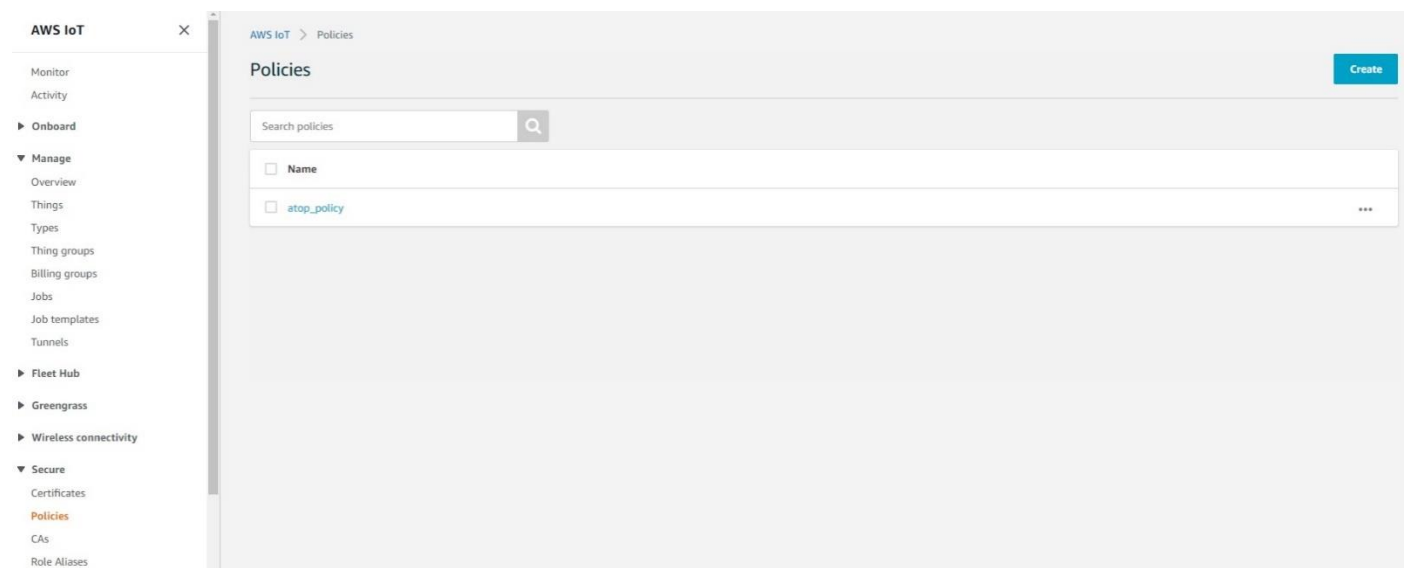 AWS IoT
Monitor
Activity
Onboard
Manage
Overview
Things
Types
Thing groups
Billing groups
Jobs
Job templates
Tunnels
Fleet Hub
Greengrass
Wireless connectivity
Secure
Certificates
Policies
CAs
Role Aliases
AWS IoT > Policies
Policies
Create
Search policies
Name
atop_policy